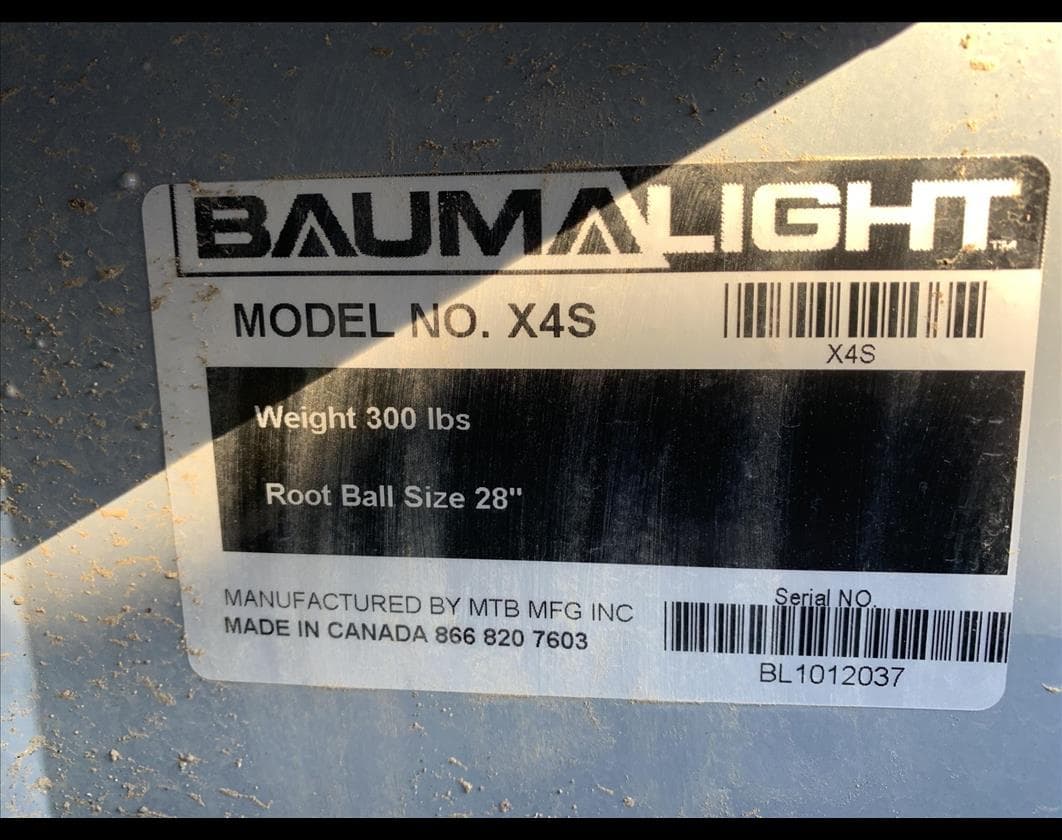 BAUMALIGHT™
MODEL NO. X4S
X4S
Weight 300 lbs
Root Ball Size 28"
MANUFACTURED BY MTB MFG INC
MADE IN CANADA 866 820 7603
Serial NO.
BL1012037